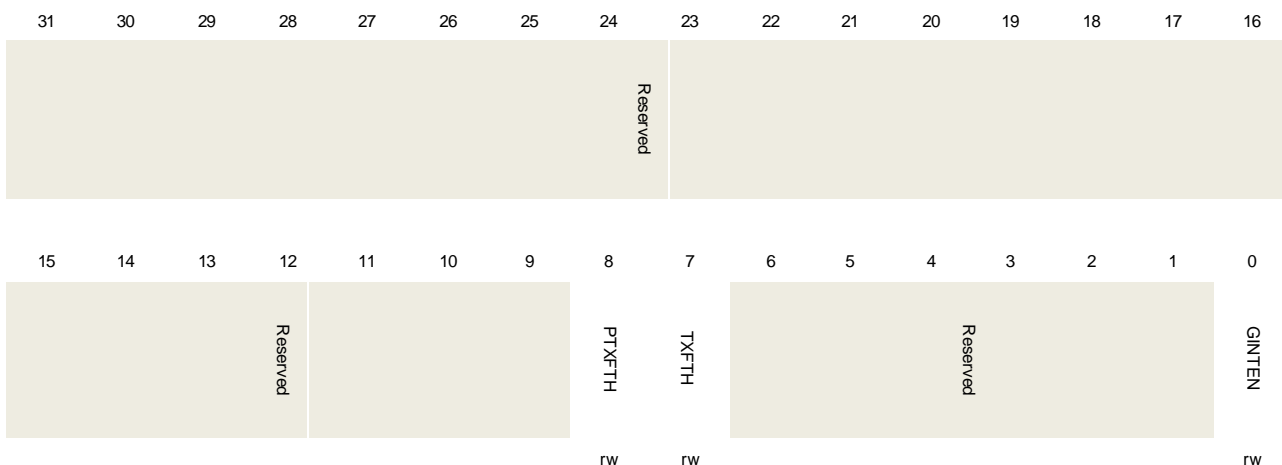 31 30 29 28 27 26 25 24 23 22 21 20 19 18 17 16
Reserved
15 14 13 12 11 10 9 8 7 6 5 4 3 2 1 0
Reserved PTXFTH TXFTH Reserved GINTEN
rw rw rw